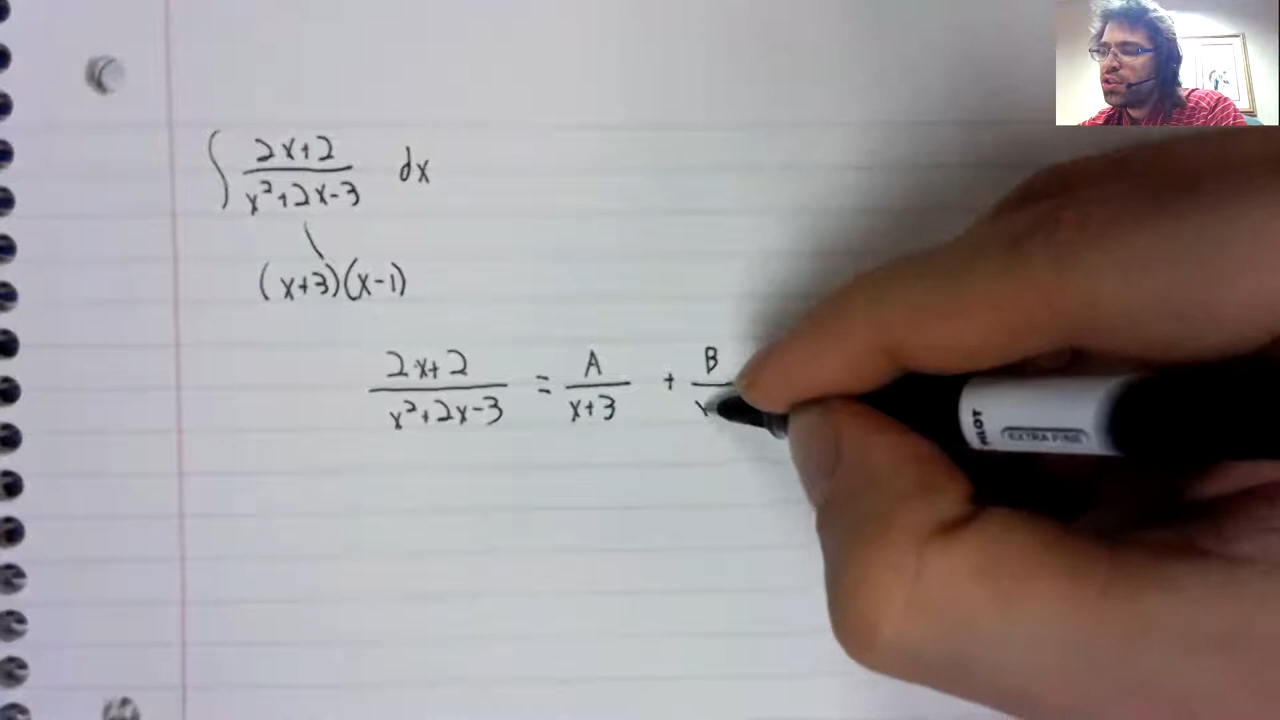 ∫ (2x+2)/(x²+2x-3) dx
(x+3)(x-1)
(2x+2)/(x²+2x-3) = A/(x+3) + B/x
PILOT
EXTRA FINE